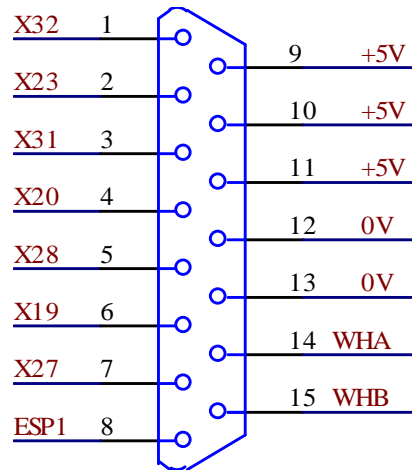 X32 1
9 +5V
X23 2
10 +5V
X31 3
11 +5V
X20 4
12 0V
X28 5
13 0V
X19 6
14 WHA
X27 7
15 WHB
ESP1 8